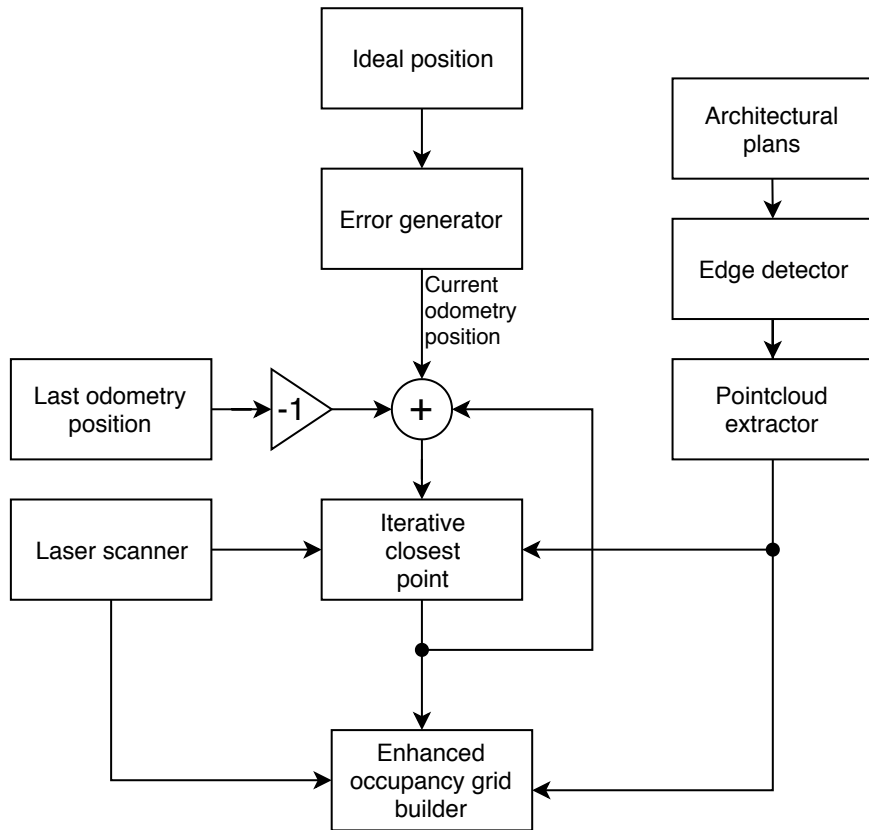 Ideal position
Architectural
plans
Error generator
Edge detector
Current
odometry
position
Last odometry
position
-1
+
Pointcloud
extractor
Laser scanner
Iterative
closest
point
Enhanced
occupancy grid
builder